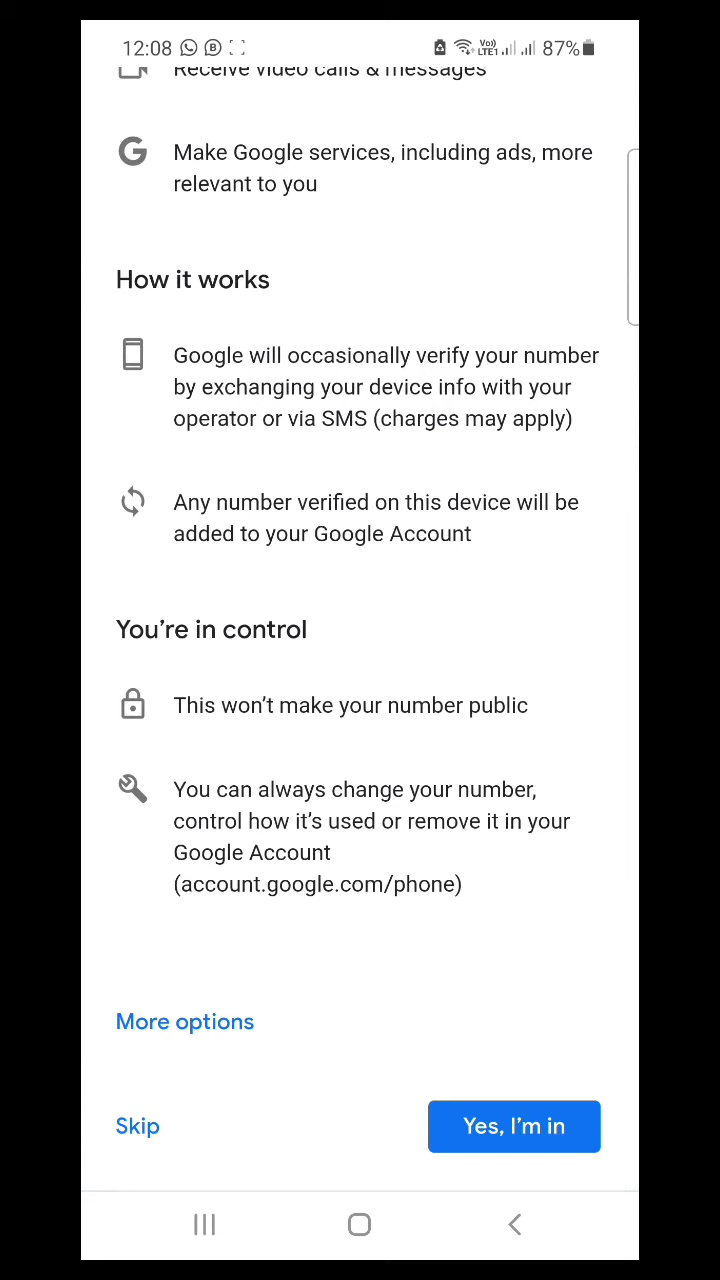 12:08 87%
Receive video calls & messages
Make Google services, including ads, more
relevant to you
How it works
Google will occasionally verify your number
by exchanging your device info with your
operator or via SMS (charges may apply)
Any number verified on this device will be
added to your Google Account
You’re in control
This won’t make your number public
You can always change your number,
control how it’s used or remove it in your
Google Account
(account.google.com/phone)
More options
Skip Yes, I’m in